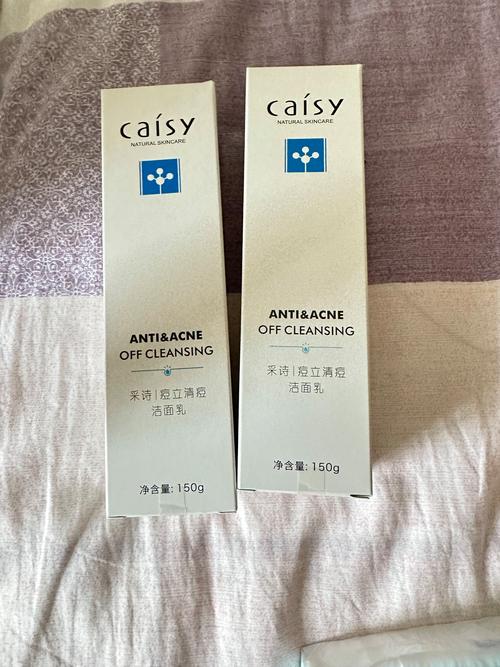 caísy
NATURAL SKINCARE
ANTI&ACNE
OFF CLEANSING
采诗|痘立清痘
洁面乳
净含量: 150g
caísy
NATURAL SKINCARE
ANTI&ACNE
OFF CLEANSING
采诗|痘立清痘
洁面乳
净含量: 150g